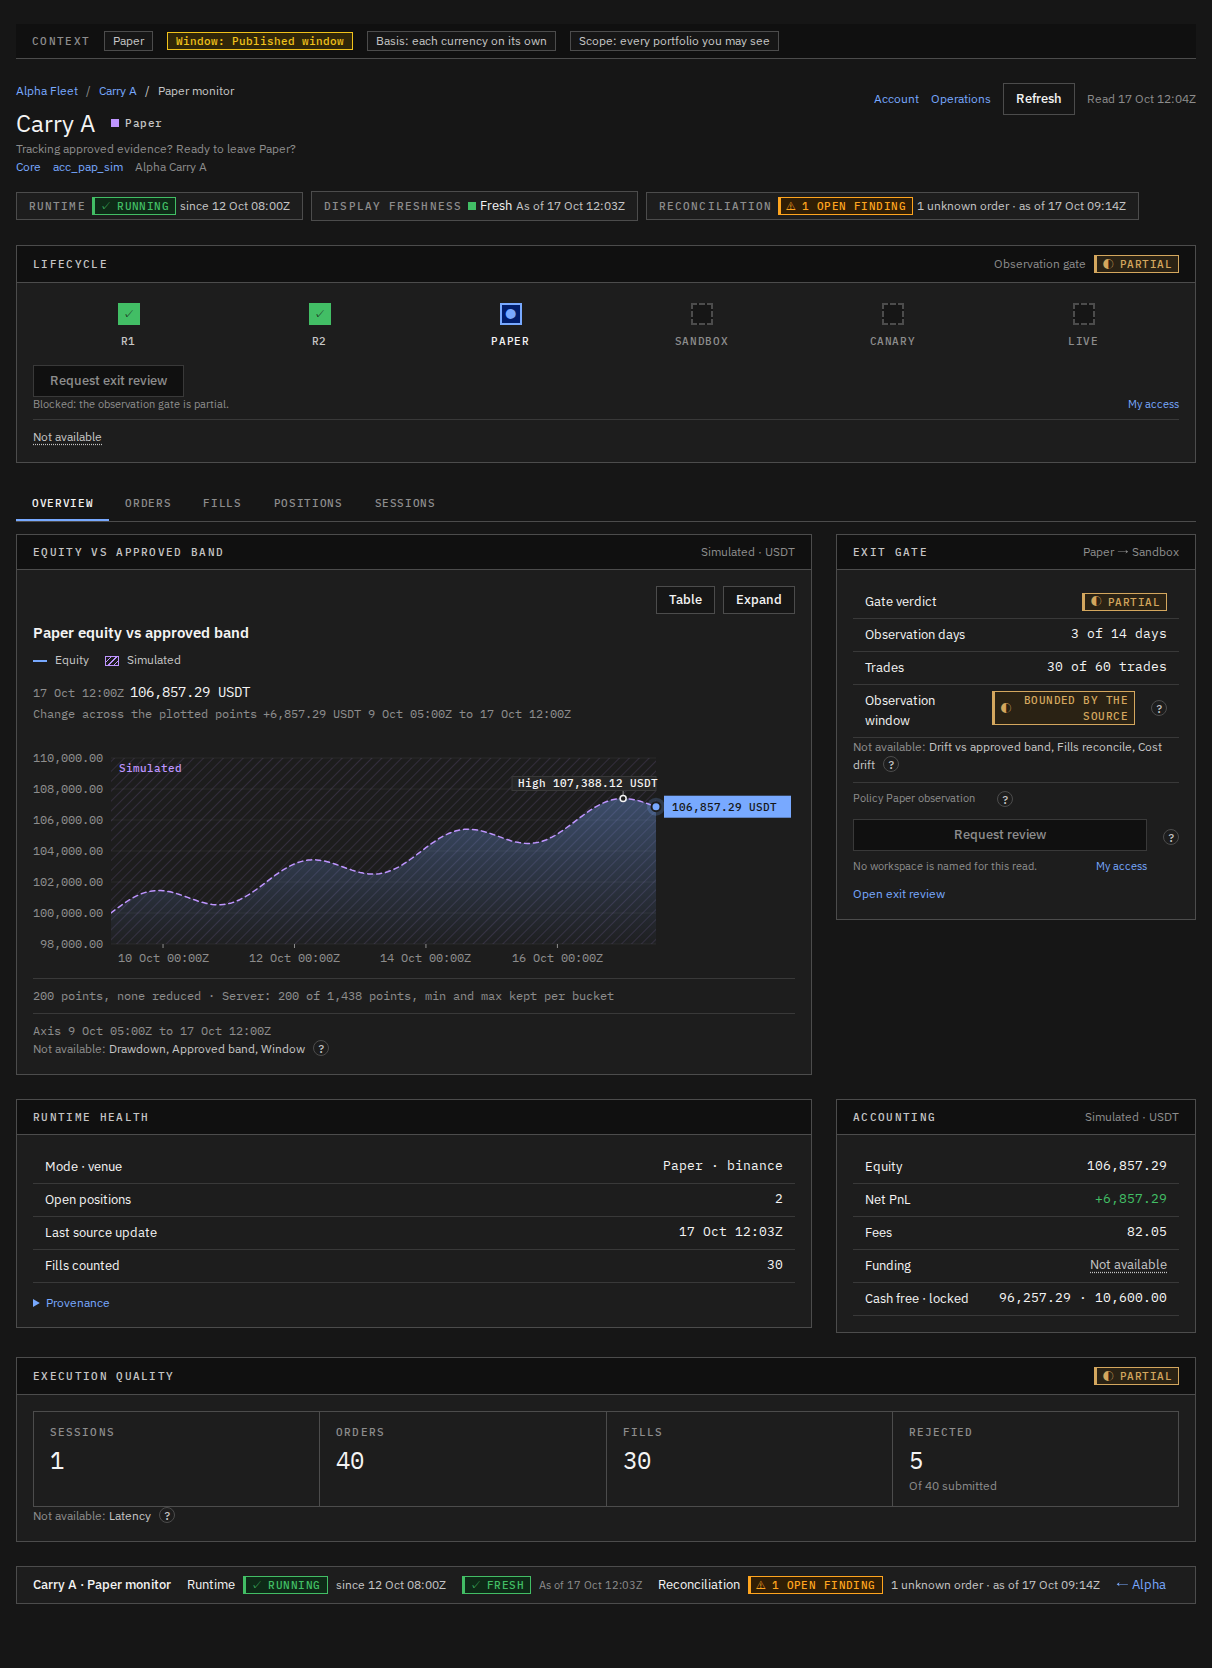 CONTEXT Paper Window: Published window Basis: each currency on its own Scope: every portfolio you may see
Alpha Fleet / Carry A / Paper monitor
Account Operations Refresh Read 17 Oct 12:04Z
Carry A Paper
Tracking approved evidence? Ready to leave Paper?
Core acc_pap_sim Alpha Carry A
RUNTIME ✓ RUNNING since 12 Oct 08:00Z
DISPLAY FRESHNESS Fresh As of 17 Oct 12:03Z
RECONCILIATION ⚠ 1 OPEN FINDING 1 unknown order · as of 17 Oct 09:14Z
LIFECYCLE
Observation gate ◐ PARTIAL
✓ ✓
R1 R2 PAPER SANDBOX CANARY LIVE
Request exit review
Blocked: the observation gate is partial.
My access
Not available
OVERVIEW ORDERS FILLS POSITIONS SESSIONS
EQUITY VS APPROVED BAND
Simulated · USDT
Table Expand
Paper equity vs approved band
Equity Simulated
17 Oct 12:00Z 106,857.29 USDT
Change across the plotted points +6,857.29 USDT 9 Oct 05:00Z to 17 Oct 12:00Z
110,000.00
Simulated
High 107,388.12 USDT
108,000.00
106,857.29 USDT
106,000.00
104,000.00
102,000.00
100,000.00
98,000.00
10 Oct 00:00Z 12 Oct 00:00Z 14 Oct 00:00Z 16 Oct 00:00Z
200 points, none reduced · Server: 200 of 1,438 points, min and max kept per bucket
Axis 9 Oct 05:00Z to 17 Oct 12:00Z
Not available: Drawdown, Approved band, Window ?
EXIT GATE
Paper → Sandbox
Gate verdict ◐ PARTIAL
Observation days 3 of 14 days
Trades 30 of 60 trades
Observation
window
◐ BOUNDED BY THE
SOURCE
?
Not available: Drift vs approved band, Fills reconcile, Cost
drift ?
Policy Paper observation ?
Request review ?
No workspace is named for this read. My access
Open exit review
RUNTIME HEALTH
Mode · venue Paper · binance
Open positions 2
Last source update 17 Oct 12:03Z
Fills counted 30
Provenance
ACCOUNTING
Simulated · USDT
Equity 106,857.29
Net PnL +6,857.29
Fees 82.05
Funding Not available
Cash free · locked 96,257.29 · 10,600.00
EXECUTION QUALITY
◐ PARTIAL
SESSIONS ORDERS FILLS REJECTED
1 40 30 5
Of 40 submitted
Not available: Latency ?
Carry A · Paper monitor Runtime ✓ RUNNING since 12 Oct 08:00Z ✓ FRESH As of 17 Oct 12:03Z Reconciliation ⚠ 1 OPEN FINDING 1 unknown order · as of 17 Oct 09:14Z ← Alpha